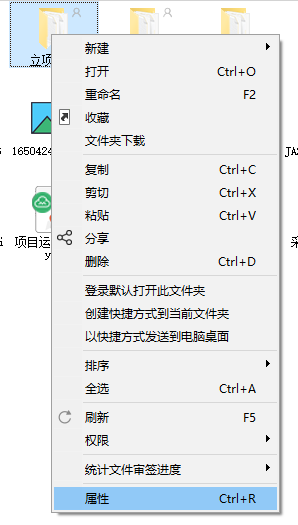 立项
新建
打开 Ctrl+O
重命名 F2
收藏
文件夹下载
1650424
JA
复制 Ctrl+C
剪切 Ctrl+X
粘贴 Ctrl+V
分享
项目运
采
y
删除 Ctrl+D
登录默认打开此文件夹
创建快捷方式到当前文件夹
以快捷方式发送到电脑桌面
排序
全选 Ctrl+A
刷新 F5
权限
统计文件审签进度
属性 Ctrl+R